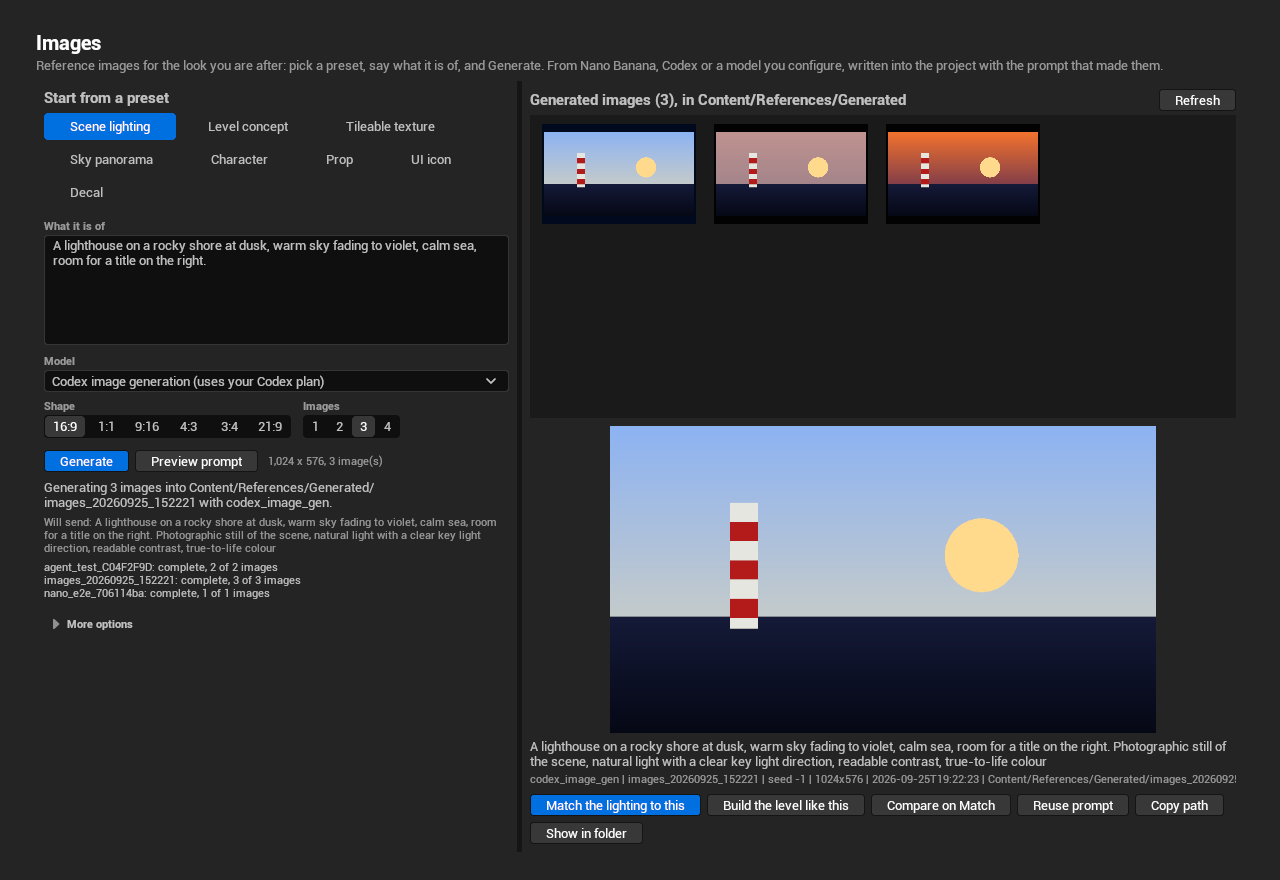 Images
Reference images for the look you are after: pick a preset, say what it is of, and Generate. From Nano Banana, Codex or a model you configure, written into the project with the prompt that made them.
Start from a preset
Scene lighting
Level concept
Tileable texture
Sky panorama
Character
Prop
UI icon
Decal
What it is of
A lighthouse on a rocky shore at dusk, warm sky fading to violet, calm sea,
room for a title on the right.
Model
Codex image generation (uses your Codex plan)
Shape
Images
16:9
1:1
9:16
4:3
3:4
21:9
1
2
3
4
Generate
Preview prompt
1,024 x 576, 3 image(s)
Generating 3 images into Content/References/Generated/
images_20260925_152221 with codex_image_gen.
Will send: A lighthouse on a rocky shore at dusk, warm sky fading to violet, calm sea, room
for a title on the right. Photographic still of the scene, natural light with a clear key light
direction, readable contrast, true-to-life colour
agent_test_C04F2F9D: complete, 2 of 2 images
images_20260925_152221: complete, 3 of 3 images
nano_e2e_706114ba: complete, 1 of 1 images
More options
Generated images (3), in Content/References/Generated
Refresh
A lighthouse on a rocky shore at dusk, warm sky fading to violet, calm sea, room for a title on the right. Photographic still of
the scene, natural light with a clear key light direction, readable contrast, true-to-life colour
codex_image_gen | images_20260925_152221 | seed -1 | 1024x576 | 2026-09-25T19:22:23 | Content/References/Generated/images_20260925
Match the lighting to this
Build the level like this
Compare on Match
Reuse prompt
Copy path
Show in folder